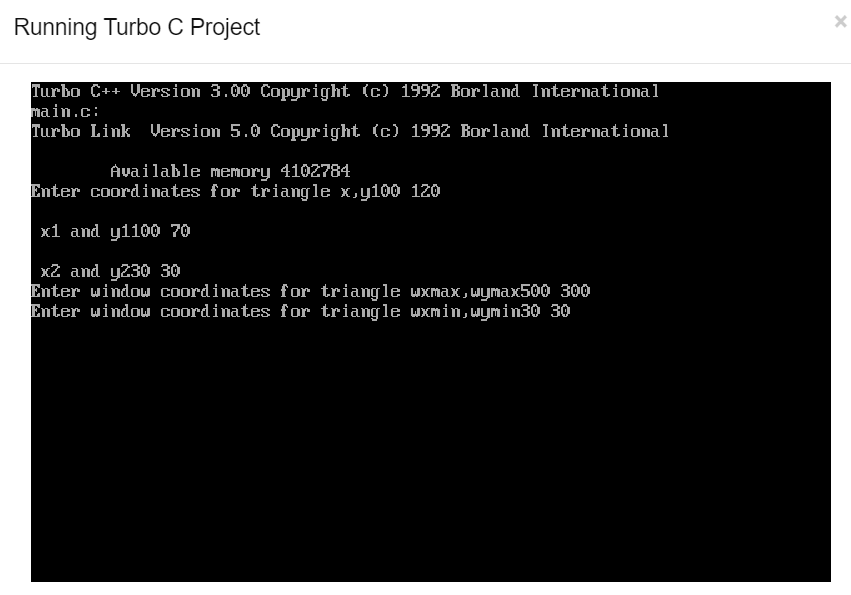 Running Turbo C Project
×
Turbo C++ Version 3.00 Copyright (c) 1992 Borland International
main.c:
Turbo Link  Version 5.0 Copyright (c) 1992 Borland International
Available memory 4102784
Enter coordinates for triangle x,y100 120
x1 and y1100 70
x2 and y230 30
Enter window coordinates for triangle wxmax,wymax500 300
Enter window coordinates for triangle wxmin,wymin30 30